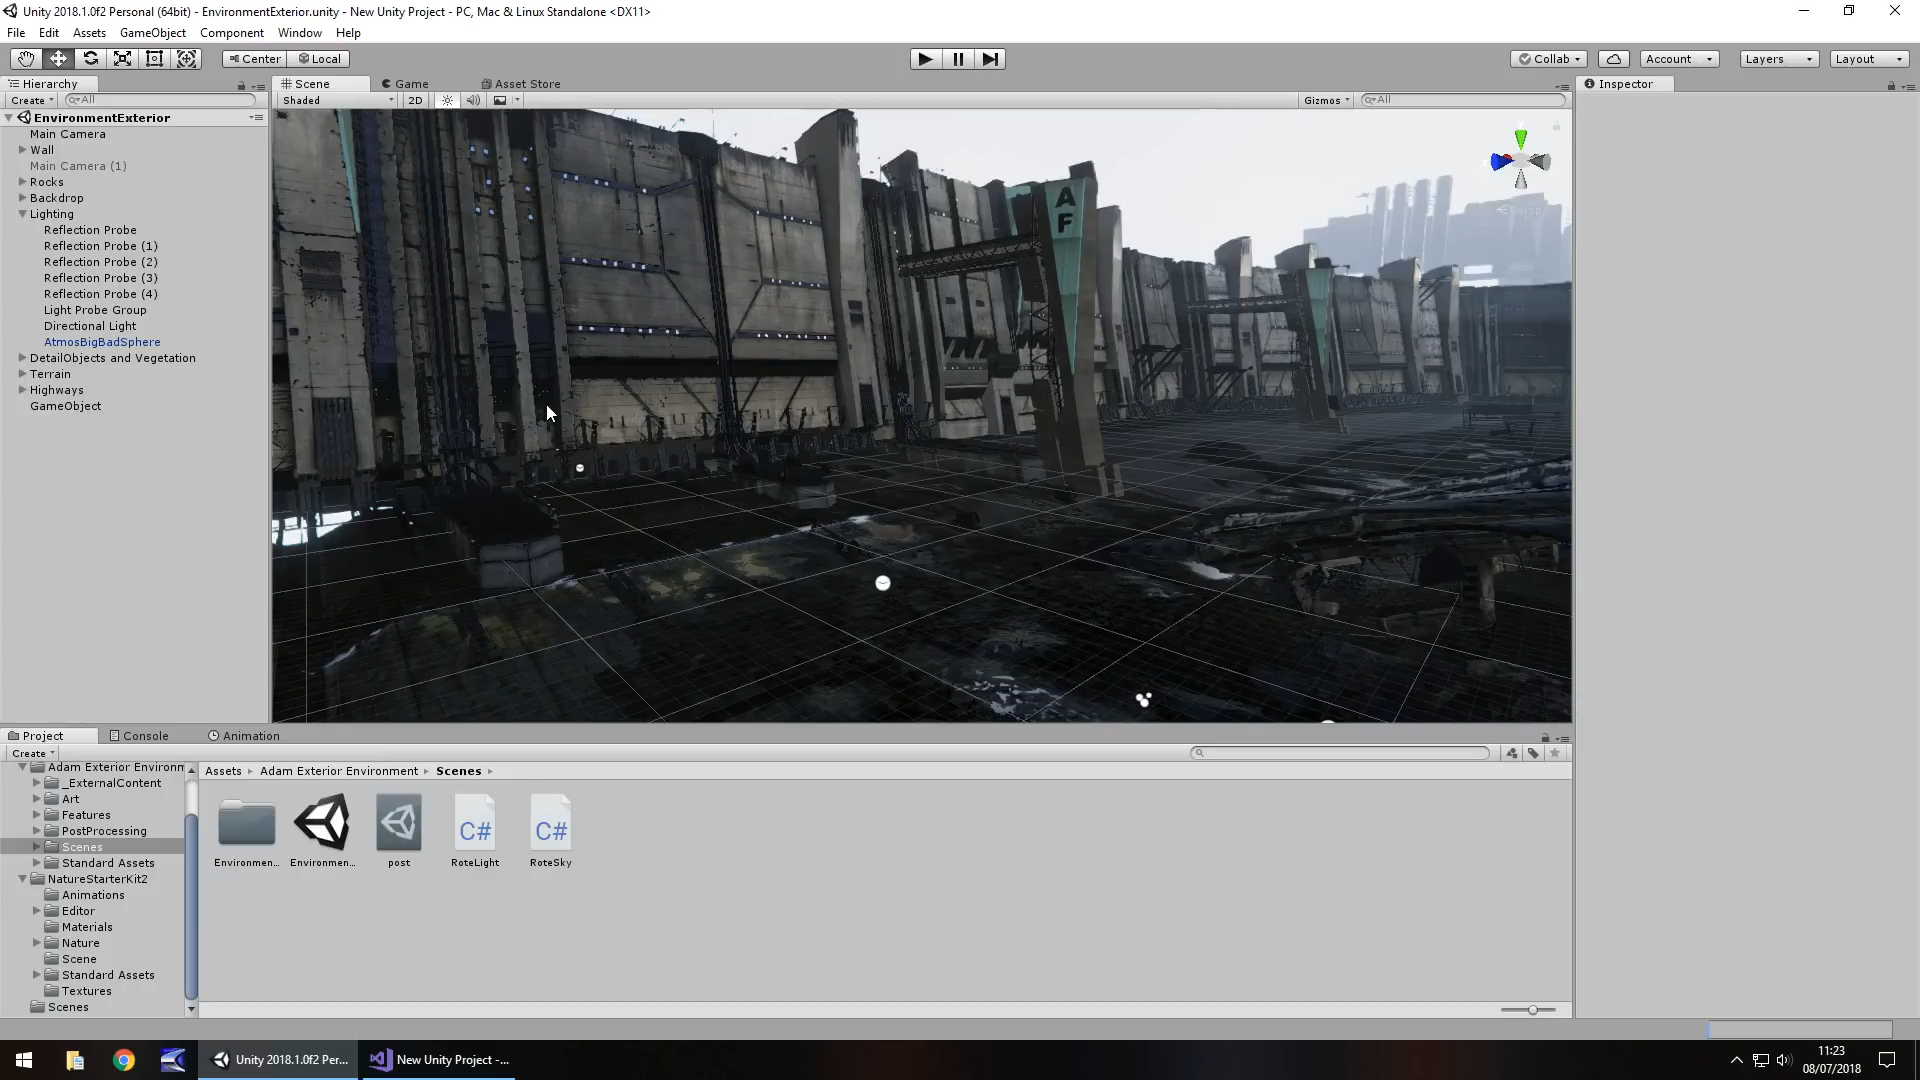 Unity 2018.1.0f2 Personal (64bit) - EnvironmentExterior.unity - New Unity Project - PC, Mac & Linux Standalone <DX11>
File Edit Assets GameObject Component Window Help
Center Local Collab Account Layers Layout
Hierarchy Scene Game Asset Store Inspector
Create All Shaded 2D Gizmos All
EnvironmentExterior
Main Camera
Wall
Main Camera (1)
Rocks
Backdrop
Lighting
Reflection Probe
Reflection Probe (1)
Reflection Probe (2)
Reflection Probe (3)
Reflection Probe (4)
Light Probe Group
Directional Light
AtmosBigBadSphere
DetailObjects and Vegetation
Terrain
Highways
GameObject
A
F
Persp
Project Console Animation
Create
Adam Exterior Environm
_ExternalContent
Art
Features
PostProcessing
Scenes
Standard Assets
NatureStarterKit2
Animations
Editor
Materials
Nature
Scene
Standard Assets
Textures
Scenes
Assets Adam Exterior Environment Scenes
C# C#
Environmen... Environmen... post RoteLight RoteSky
Unity 2018.1.0f2 Per... New Unity Project -...
11:23
08/07/2018